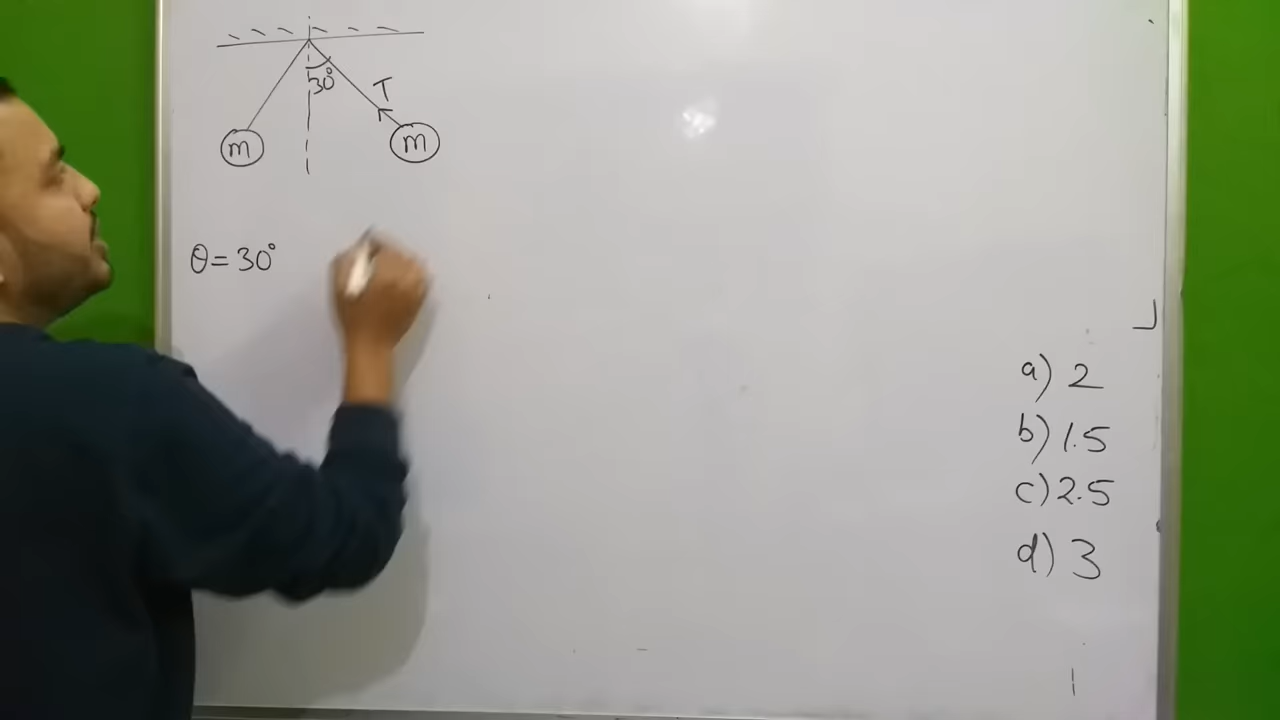 30°
T
m
m
θ = 30°
a) 2
b) 1.5
c) 2.5
d) 3